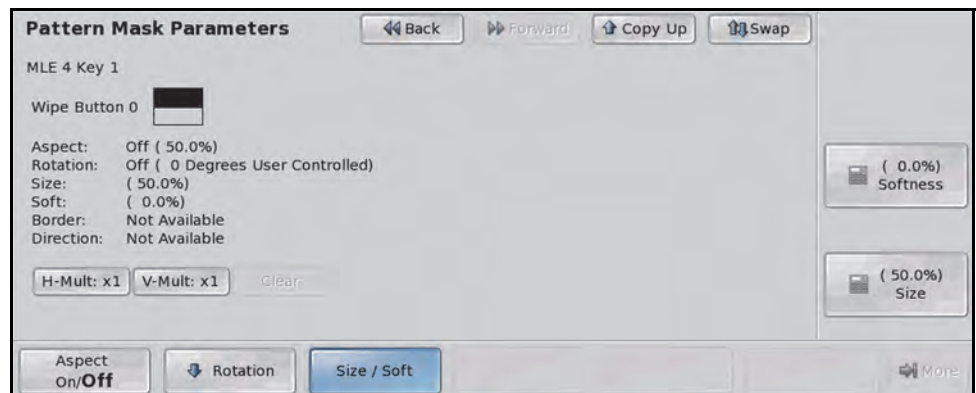 Pattern Mask Parameters
Back
Forward
Copy Up
Swap
MLE 4 Key 1
Wipe Button 0
Aspect: Off ( 50.0%)
Rotation: Off ( 0 Degrees User Controlled)
Size: ( 50.0%)
Soft: ( 0.0%)
Border: Not Available
Direction: Not Available
( 0.0%)
Softness
H-Mult: x1
V-Mult: x1
Clear
( 50.0%)
Size
Aspect
On/Off
Rotation
Size / Soft
More